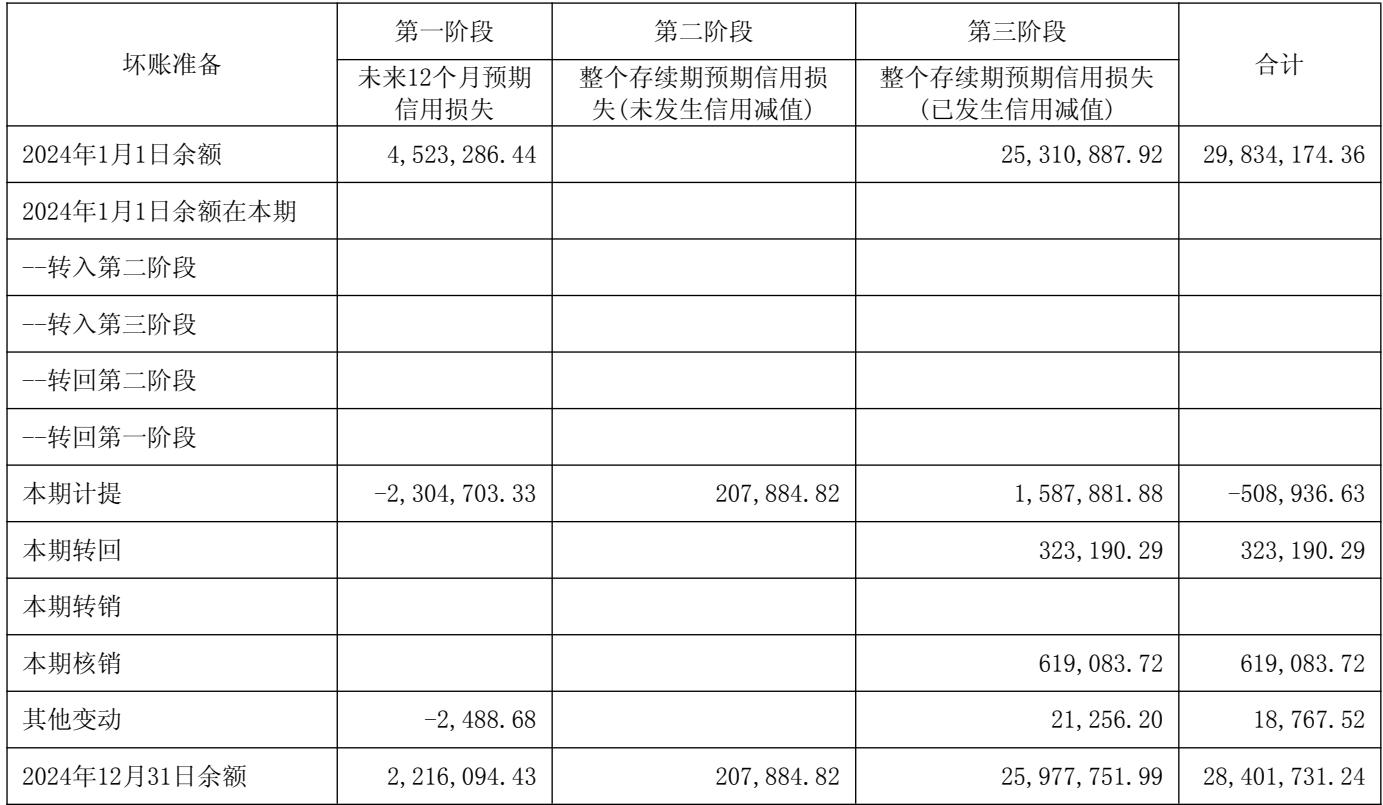 坏账准备 第一阶段 第二阶段 第三阶段 合计
未来12个月预期 整个存续期预期信用损 整个存续期预期信用损失
信用损失 失(未发生信用减值) (已发生信用减值)
2024年1月1日余额 4,523,286.44 25,310,887.92 29,834,174.36
2024年1月1日余额在本期
--转入第二阶段
--转入第三阶段
--转回第二阶段
--转回第一阶段
本期计提 -2,304,703.33 207,884.82 1,587,881.88 -508,936.63
本期转回 323,190.29 323,190.29
本期转销
本期核销 619,083.72 619,083.72
其他变动 -2,488.68 21,256.20 18,767.52
2024年12月31日余额 2,216,094.43 207,884.82 25,977,751.99 28,401,731.24